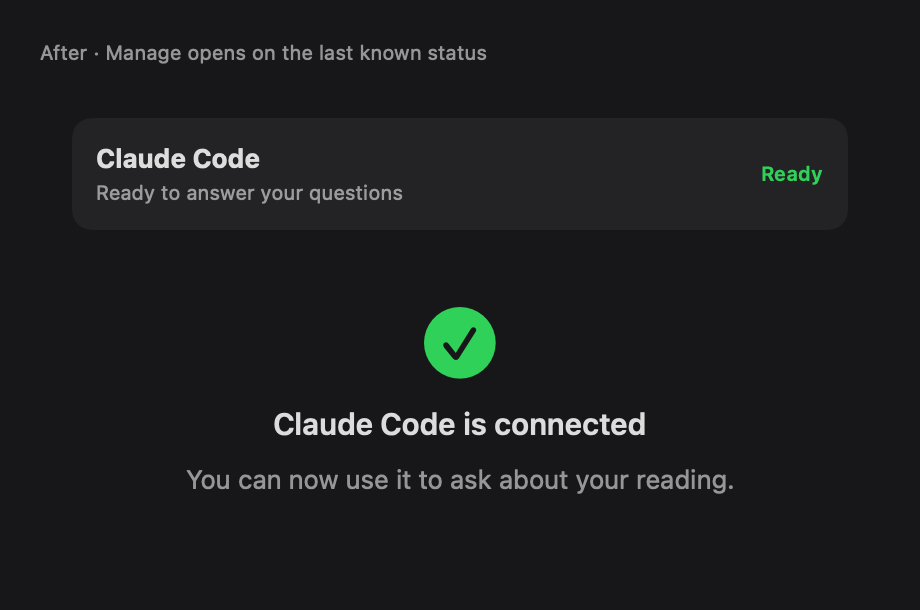 After · Manage opens on the last known status
Claude Code
Ready to answer your questions
Ready
Claude Code is connected
You can now use it to ask about your reading.